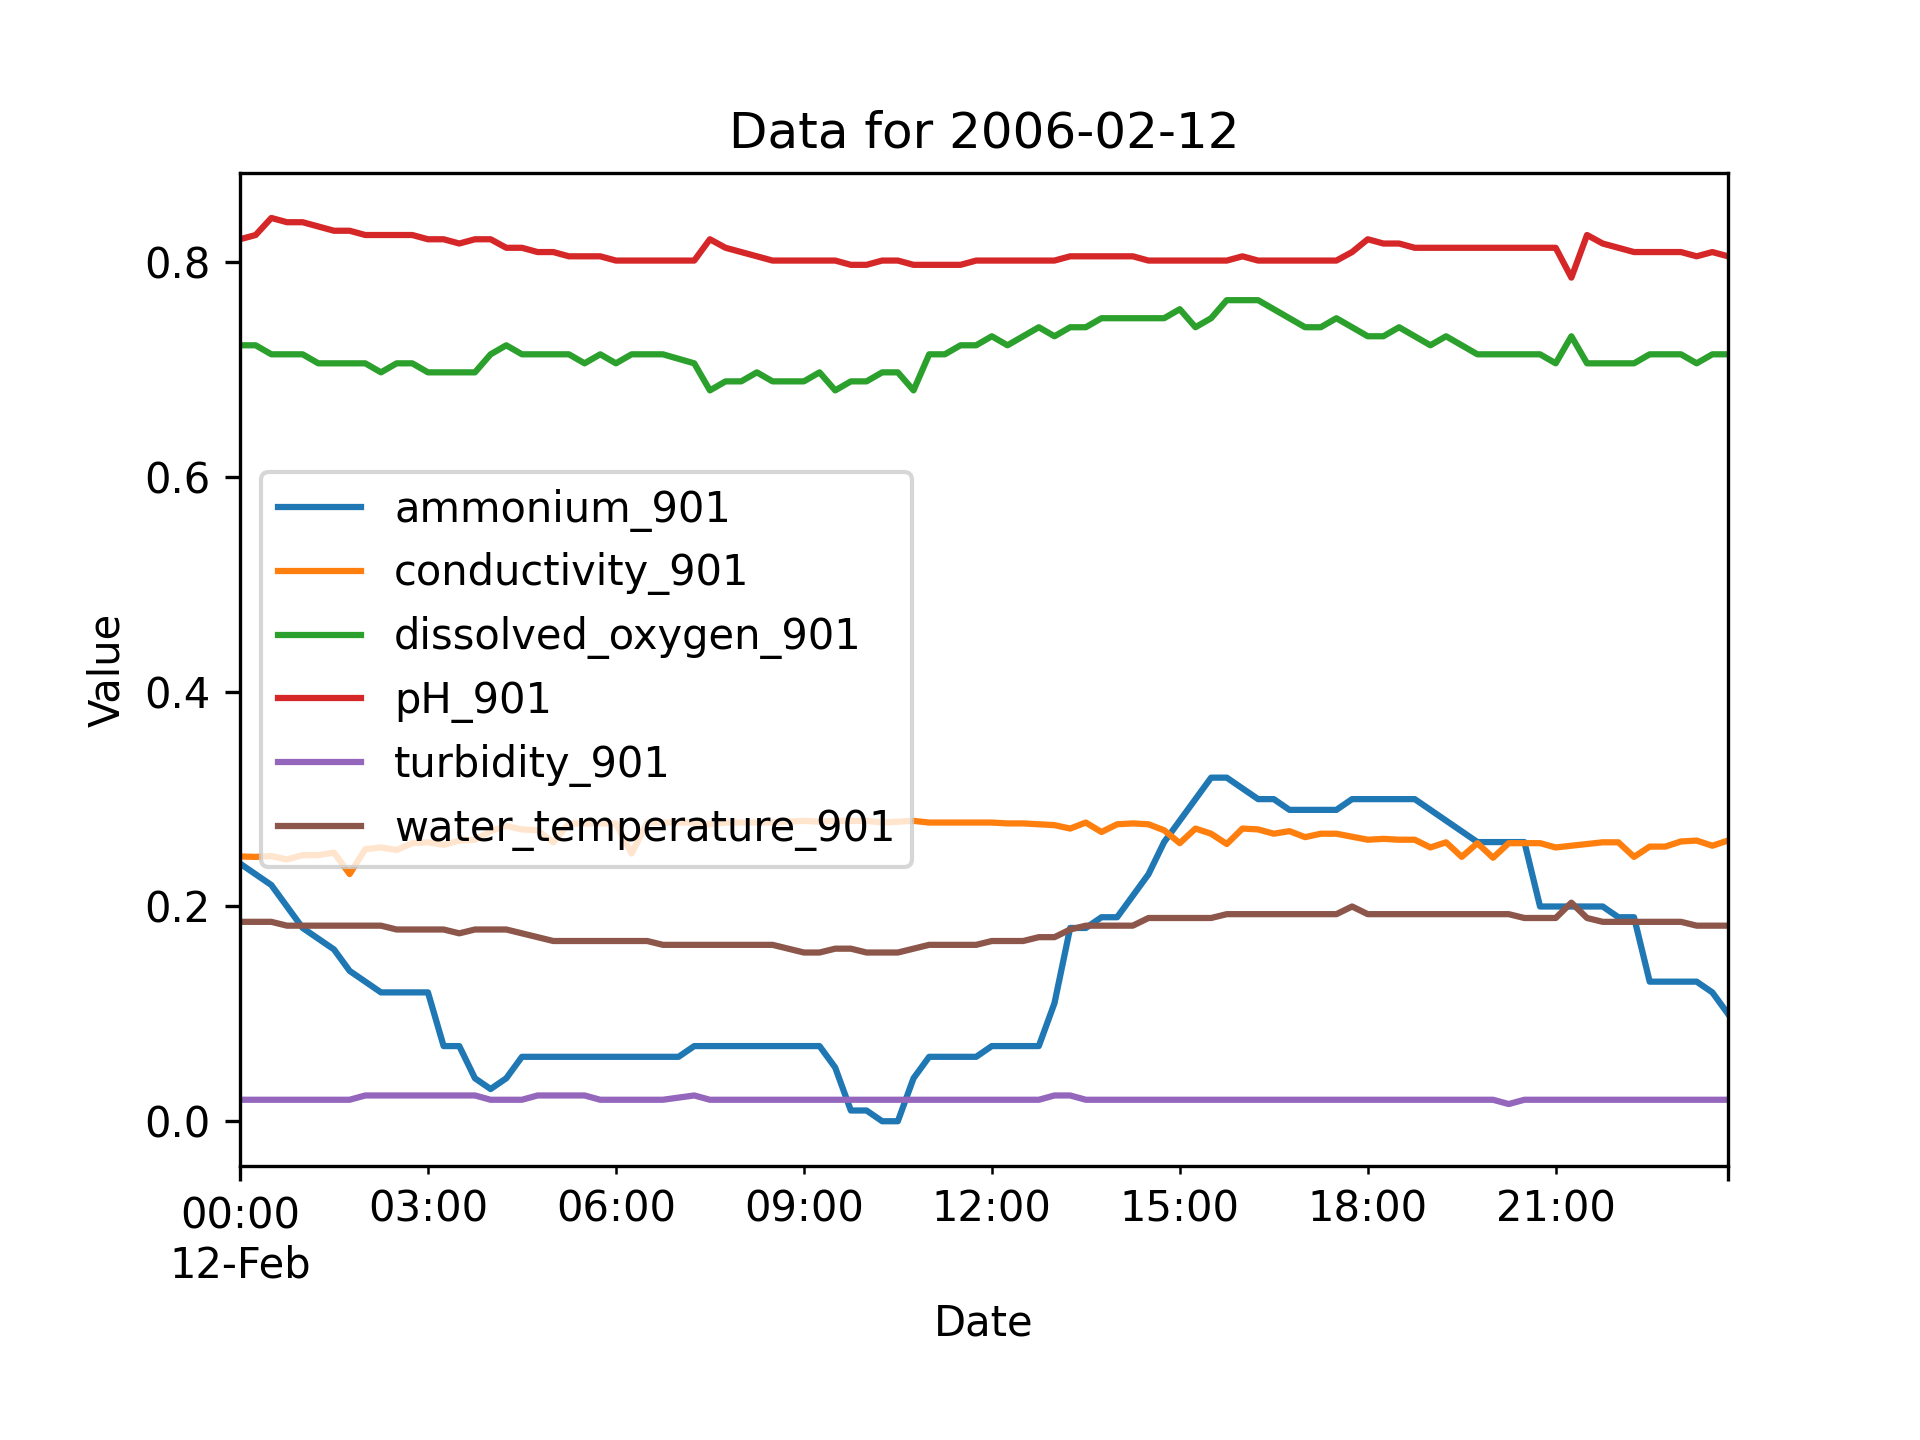 Data for 2006-02-12
Value
0.8
0.6
0.4
0.2
0.0
ammonium_901
conductivity_901
dissolved_oxygen_901
pH_901
turbidity_901
water_temperature_901
00:00 03:00 06:00 09:00 12:00 15:00 18:00 21:00
12-Feb
Date